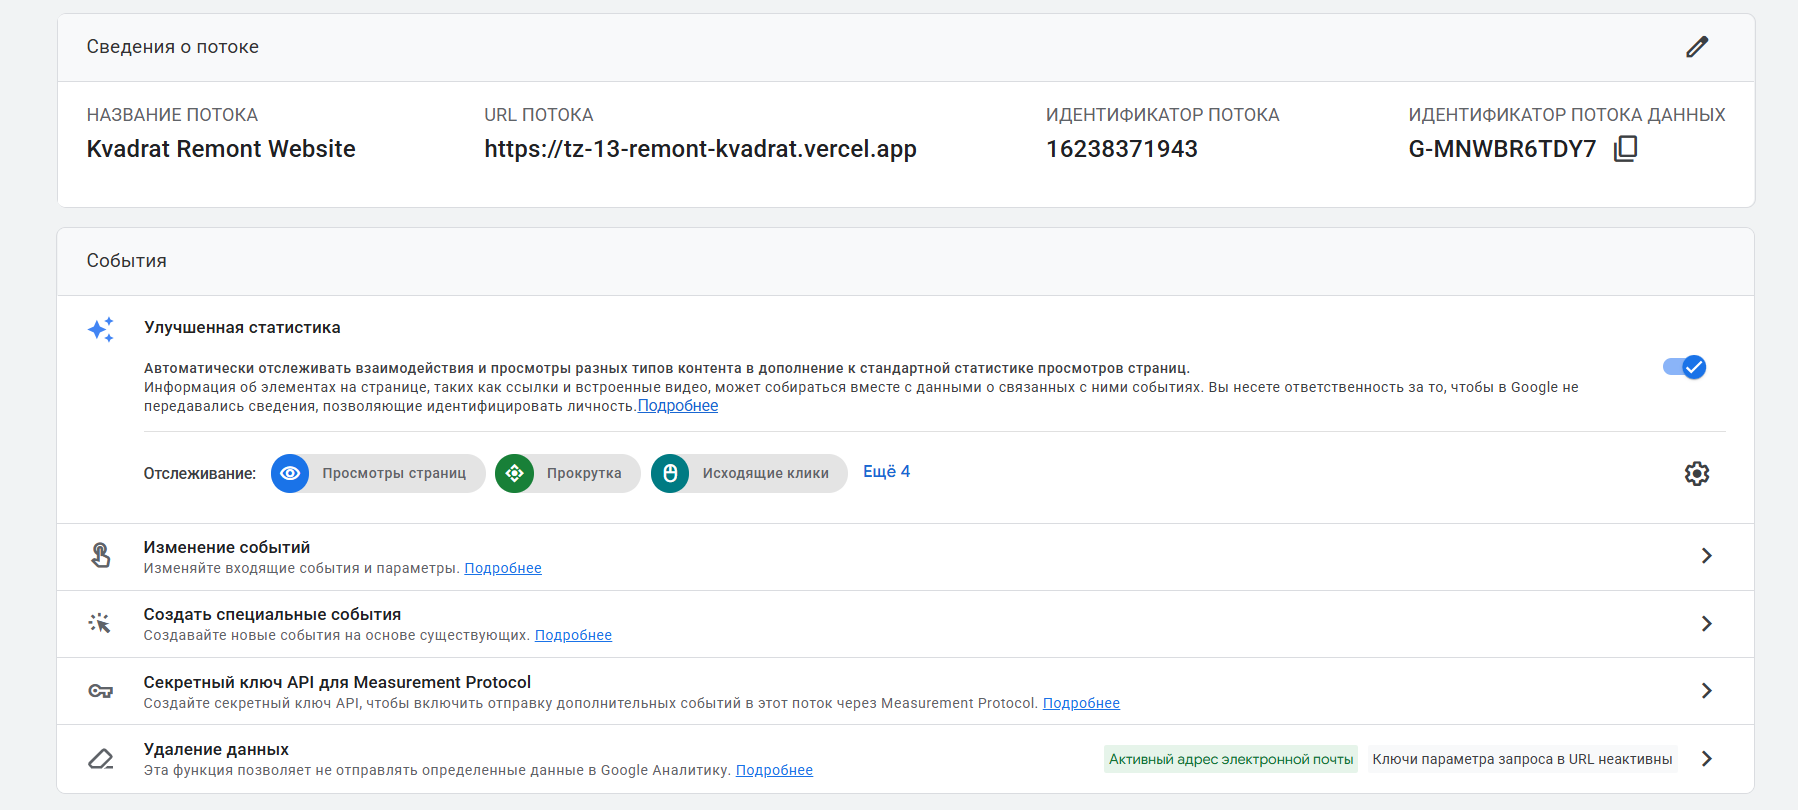 Сведения о потоке
НАЗВАНИЕ ПОТОКА
Kvadrat Remont Website
URL ПОТОКА
https://tz-13-remont-kvadrat.vercel.app
ИДЕНТИФИКАТОР ПОТОКА
16238371943
ИДЕНТИФИКАТОР ПОТОКА ДАННЫХ
G-MNWBR6TDY7
События
Улучшенная статистика
Автоматически отслеживать взаимодействия и просмотры разных типов контента в дополнение к стандартной статистике просмотров страниц.
Информация об элементах на странице, таких как ссылки и встроенные видео, может собираться вместе с данными о связанных с ними событиях. Вы несете ответственность за то, чтобы в Google не
передавались сведения, позволяющие идентифицировать личность.Подробнее
Отслеживание: Просмотры страниц Прокрутка Исходящие клики Ещё 4
Изменение событий
Изменяйте входящие события и параметры. Подробнее
Создать специальные события
Создавайте новые события на основе существующих. Подробнее
Секретный ключ API для Measurement Protocol
Создайте секретный ключ API, чтобы включить отправку дополнительных событий в этот поток через Measurement Protocol. Подробнее
Удаление данных
Эта функция позволяет не отправлять определенные данные в Google Аналитику. Подробнее
Активный адрес электронной почты Ключи параметра запроса в URL неактивны